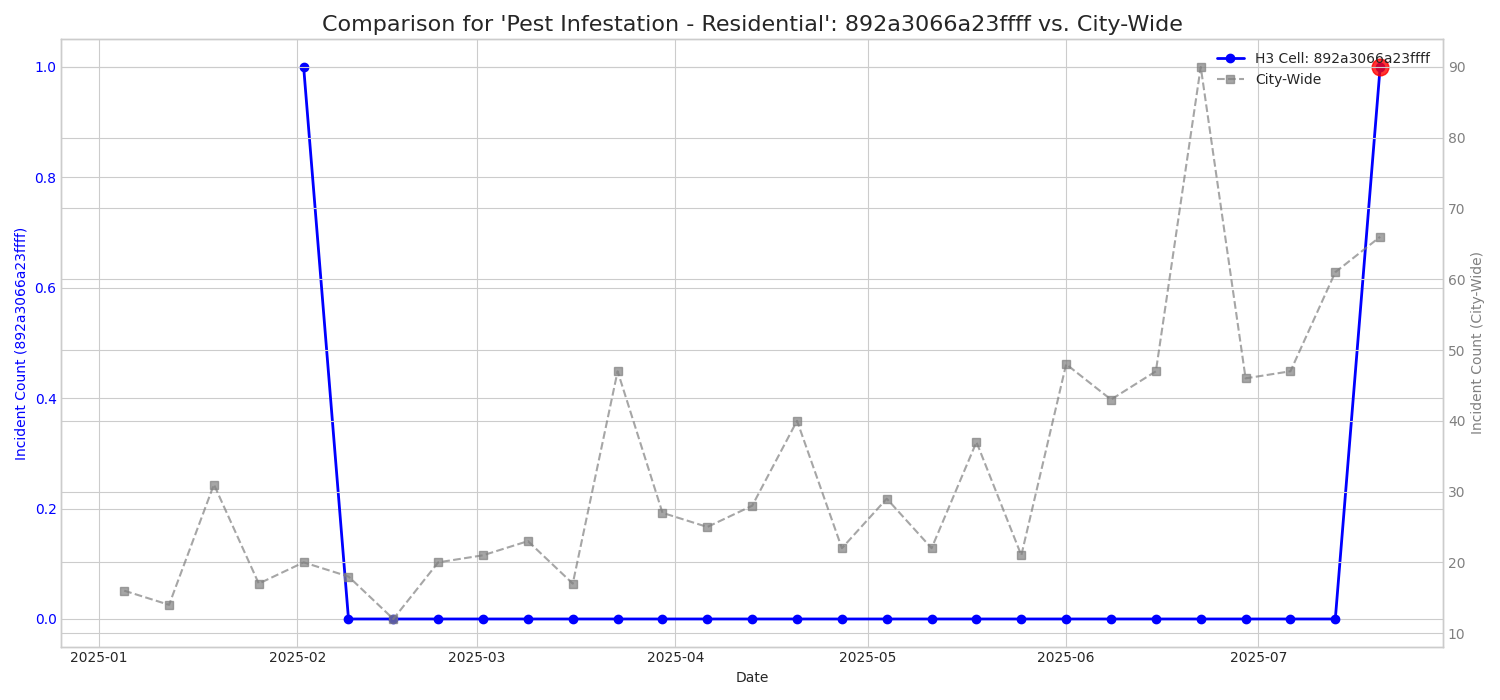 Comparison for 'Pest Infestation - Residential': 892a3066a23ffff vs. City-Wide
H3 Cell: 892a3066a23ffff
City-Wide
Incident Count (892a3066a23ffff)
1.0
0.8
0.6
0.4
0.2
0.0
90
80
70
60
50
40
30
20
10
Incident Count (City-Wide)
2025-01 2025-02 2025-03 2025-04 2025-05 2025-06 2025-07
Date